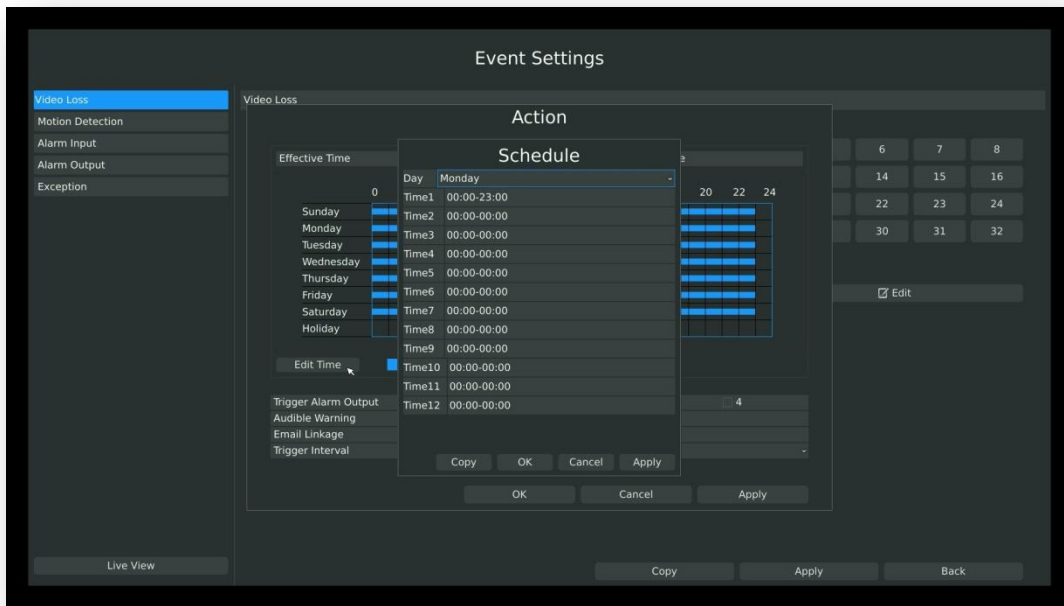 Event Settings
Video Loss
Motion Detection
Alarm Input
Alarm Output
Exception
Live View
Video Loss
Action
Effective Time
0
20 22 24
Sunday
Monday
Tuesday
Wednesday
Thursday
Friday
Saturday
Holiday
Edit Time
Trigger Alarm Output
4
Audible Warning
Email Linkage
Trigger Interval
OK Cancel Apply
Schedule
Day Monday
Time1 00:00-23:00
Time2 00:00-00:00
Time3 00:00-00:00
Time4 00:00-00:00
Time5 00:00-00:00
Time6 00:00-00:00
Time7 00:00-00:00
Time8 00:00-00:00
Time9 00:00-00:00
Time10 00:00-00:00
Time11 00:00-00:00
Time12 00:00-00:00
Copy OK Cancel Apply
6 7 8
14 15 16
22 23 24
30 31 32
Edit
Copy Apply Back